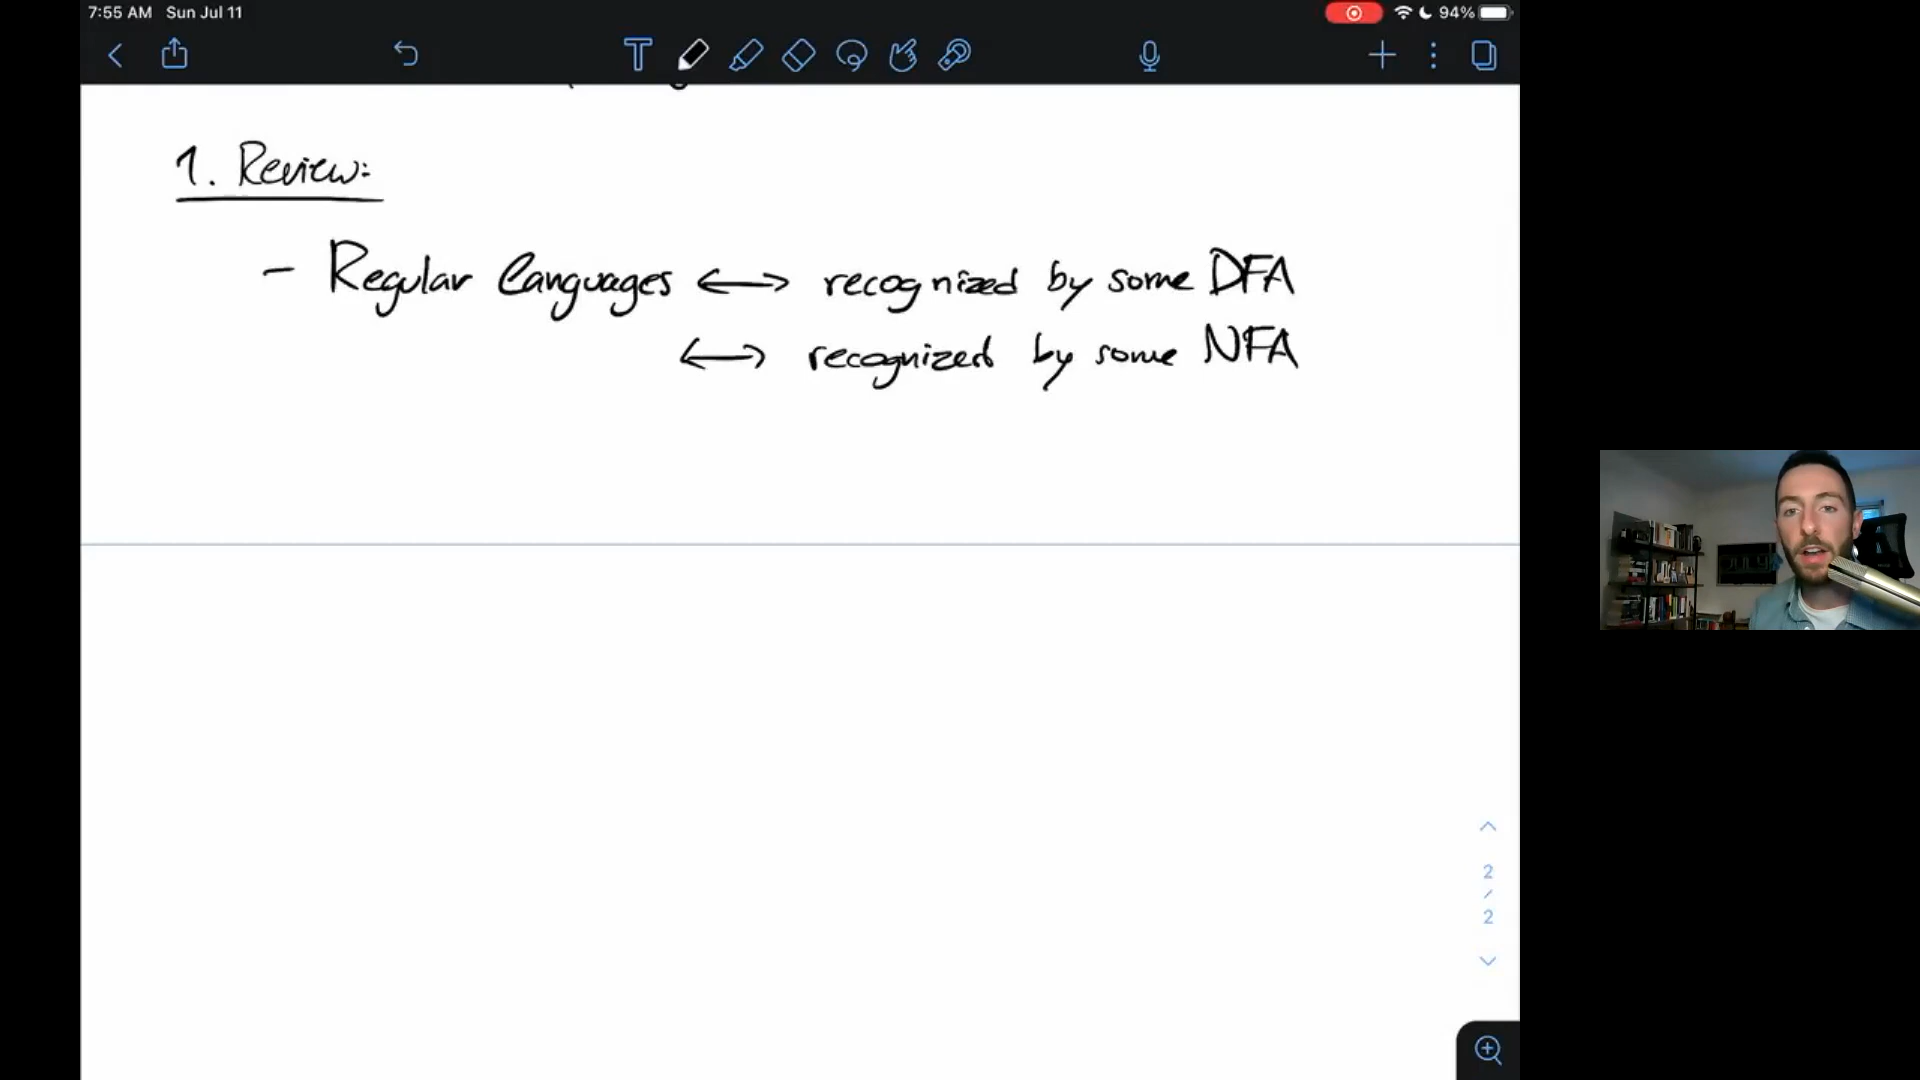 7:55 AM Sun Jul 11
94%
1. Review:
- Regular languages ⟷ recognized by some DFA
⟷ recognized by some NFA
2
/
2